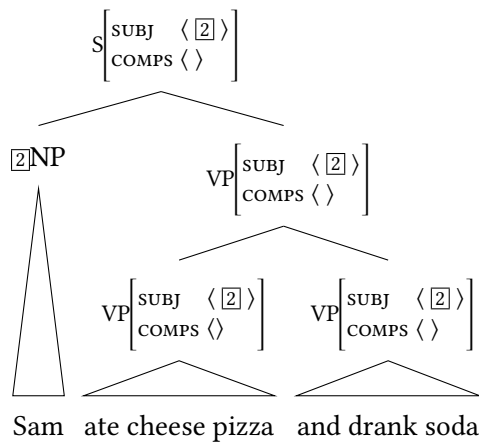 S[SUBJ ⟨ 2 ⟩
COMPS ⟨ ⟩]
2NP
VP[SUBJ ⟨ 2 ⟩
COMPS ⟨ ⟩]
VP[SUBJ ⟨ 2 ⟩ VP[SUBJ ⟨ 2 ⟩
COMPS ⟨⟩] COMPS ⟨ ⟩]
Sam ate cheese pizza and drank soda